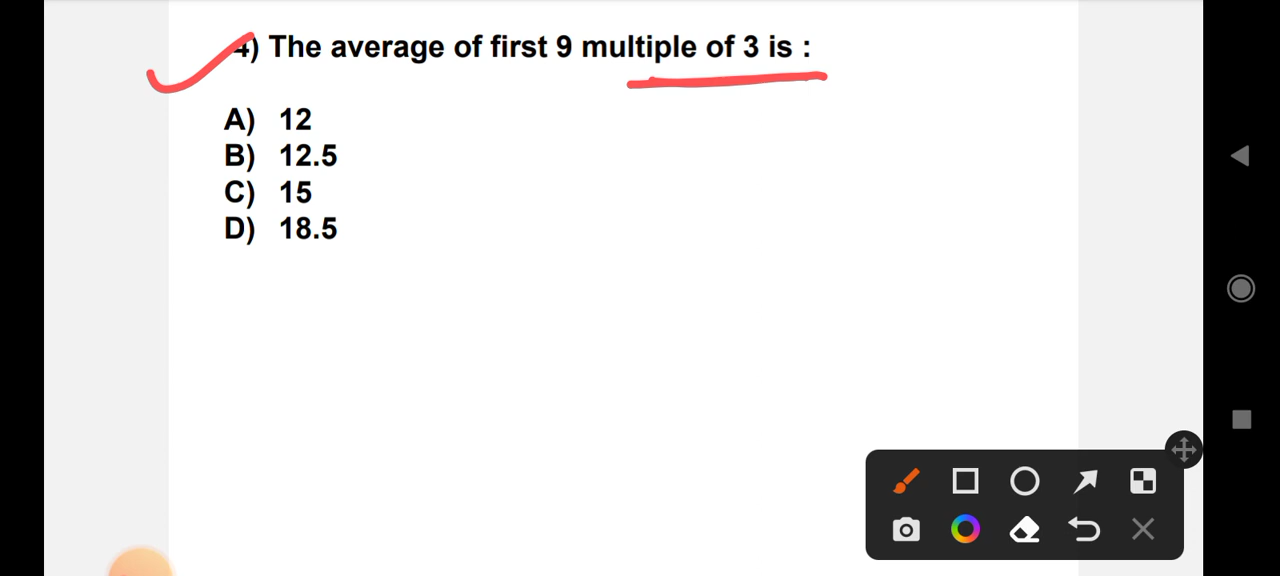 4) The average of first 9 multiple of 3 is :
A) 12
B) 12.5
C) 15
D) 18.5